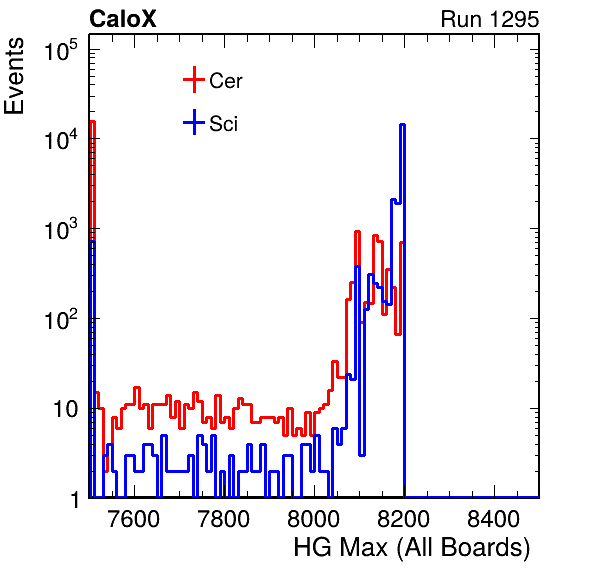 CaloX Run 1295
Events
Cer
Sci
10^5
10^4
10^3
10^2
10
1
7600 7800 8000 8200 8400
HG Max (All Boards)